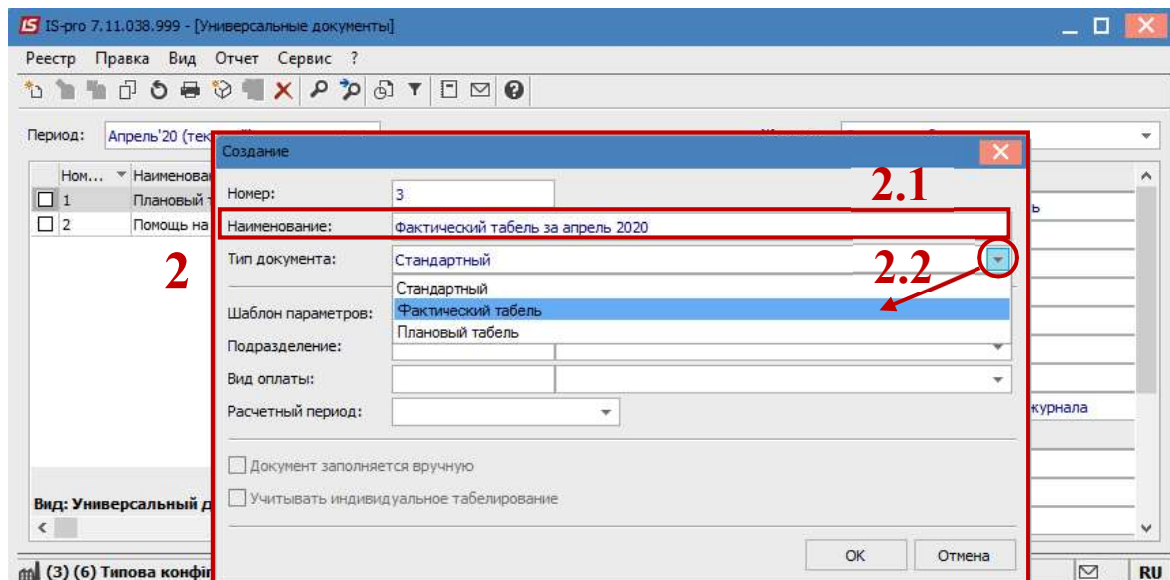 IS-pro 7.11.038.999 - [Универсальные документы]
Реестр Правка Вид Отчет Сервис ?
Период: Апрель'20 (тек
Создание
Ном... Наименова
1 Плановый т
2 Помощь на
Номер: 3
2.1
Наименование: Фактический табель за апрель 2020
2
Тип документа: Стандартный
2.2
Стандартный
Фактический табель
Плановый табель
Шаблон параметров:
Подразделение:
Вид оплаты:
Расчетный период:
журнала
Документ заполняется вручную
Учитывать индивидуальное табелирование
Вид: Универсальный д
OK Отмена
(3) (6) Типова конфіг
RU